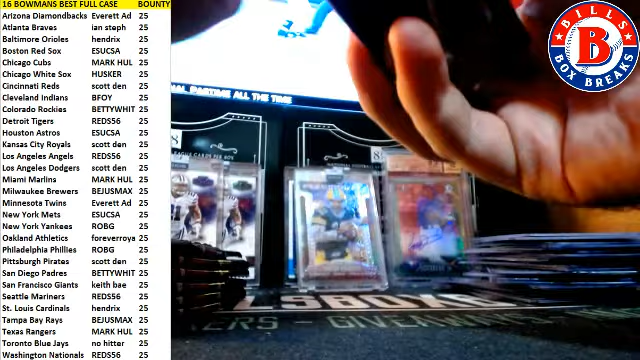 16 BOWMANS BEST FULL CASE BOUNTY
Arizona Diamondbacks Everett Ad 25
Atlanta Braves ian steph 25
Baltimore Orioles hendrix 25
Boston Red Sox ESUCSA 25
Chicago Cubs MARK HUL 25
Chicago White Sox HUSKER 25
Cincinnati Reds scott den 25
Cleveland Indians BFOY 25
Colorado Rockies BETTYWHIT 25
Detroit Tigers REDS56 25
Houston Astros ESUCSA 25
Kansas City Royals scott den 25
Los Angeles Angels REDS56 25
Los Angeles Dodgers scott den 25
Miami Marlins MARK HUL 25
Milwaukee Brewers BEJUSMAX 25
Minnesota Twins Everett Ad 25
New York Mets ESUCSA 25
New York Yankees ROBG 25
Oakland Athletics foreverroya 25
Philadelphia Phillies ROBG 25
Pittsburgh Pirates scott den 25
San Diego Padres BETTYWHIT 25
San Francisco Giants keith bae 25
Seattle Mariners REDS56 25
St. Louis Cardinals hendrix 25
Tampa Bay Rays BEJUSMAX 25
Texas Rangers MARK HUL 25
Toronto Blue Jays no hitter 25
Washington Nationals REDS56 25
BILLS
B
BOX BREAKS
PASTIME ALL THE TIME